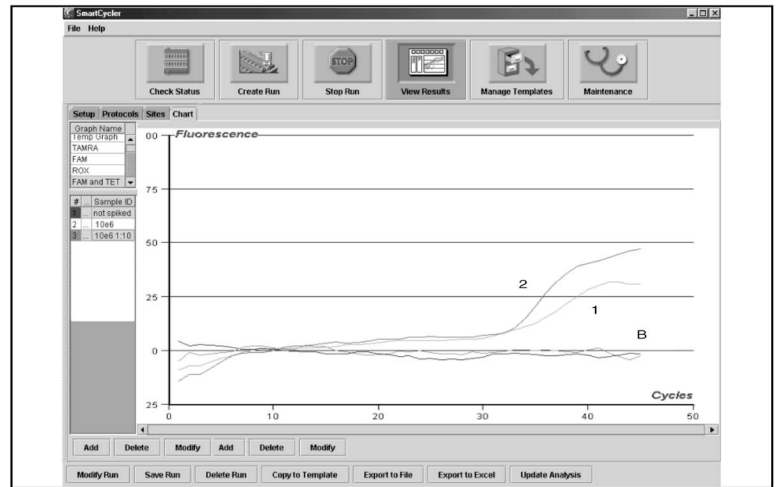 SmartCycler
File Help
Check Status Create Run Stop Run View Results Manage Templates Maintenance
STOP
Setup Protocols Sites Chart
Graph Name
Temp Graph
TAMRA
FAM
ROX
FAM and TET
# ... Sample ID
1 ... not spiked
2 ... 10e6
3 ... 10e6 1:10
Fluorescence
00
75
50
25
0
25
2
1
B
Cycles
0 10 20 30 40 50
Add Delete Modify Add Delete Modify
Modify Run Save Run Delete Run Copy to Template Export to File Export to Excel Update Analysis